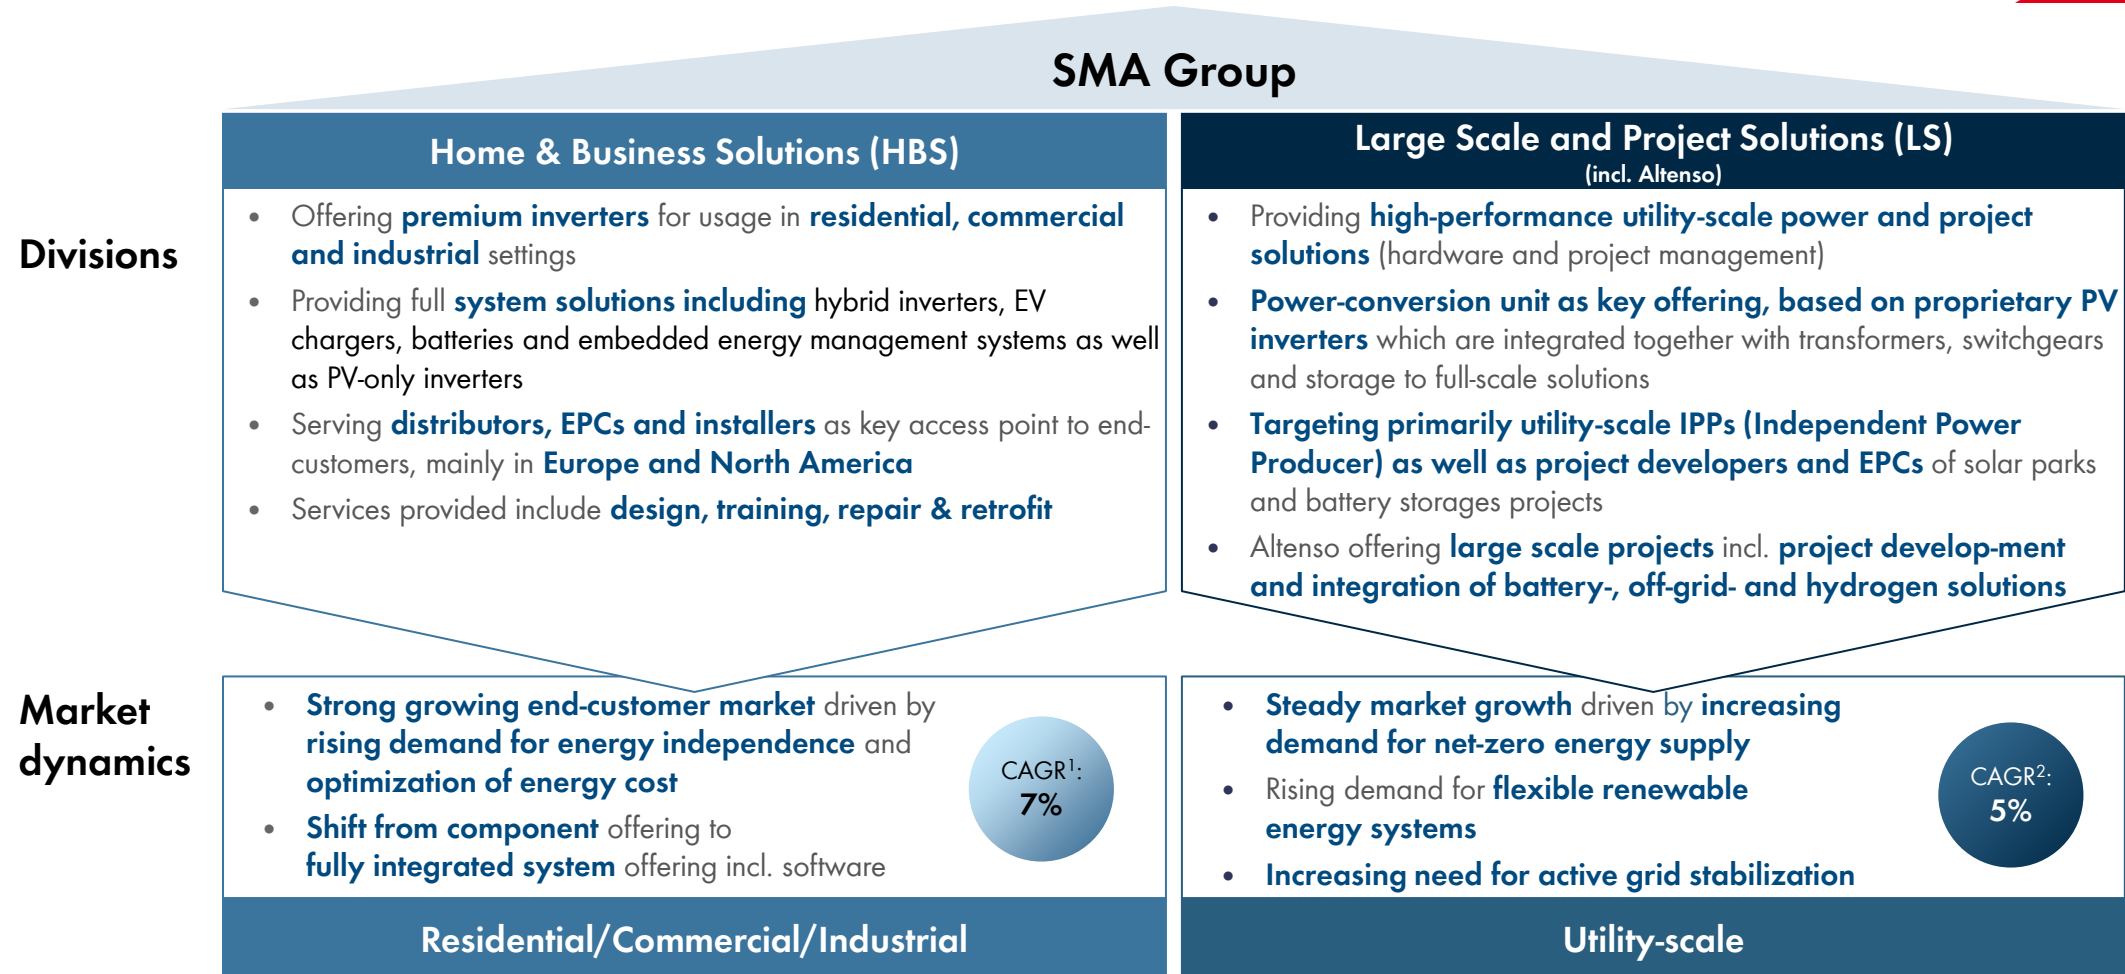 SMA Group
Divisions
Home & Business Solutions (HBS)
• Offering premium inverters for usage in residential, commercial
and industrial settings
• Providing full system solutions including hybrid inverters, EV
chargers, batteries and embedded energy management systems as well
as PV-only inverters
• Serving distributors, EPCs and installers as key access point to end-
customers, mainly in Europe and North America
• Services provided include design, training, repair & retrofit
Large Scale and Project Solutions (LS)
(incl. Altenso)
• Providing high-performance utility-scale power and project
solutions (hardware and project management)
• Power-conversion unit as key offering, based on proprietary PV
inverters which are integrated together with transformers, switchgears
and storage to full-scale solutions
• Targeting primarily utility-scale IPPs (Independent Power
Producer) as well as project developers and EPCs of solar parks
and battery storages projects
• Altenso offering large scale projects incl. project develop-ment
and integration of battery-, off-grid- and hydrogen solutions
Market
dynamics
• Strong growing end-customer market driven by
rising demand for energy independence and
optimization of energy cost
• Shift from component offering to
fully integrated system offering incl. software
CAGR¹:
7%
Residential/Commercial/Industrial
• Steady market growth driven by increasing
demand for net-zero energy supply
• Rising demand for flexible renewable
energy systems
• Increasing need for active grid stabilization
CAGR²:
5%
Utility-scale